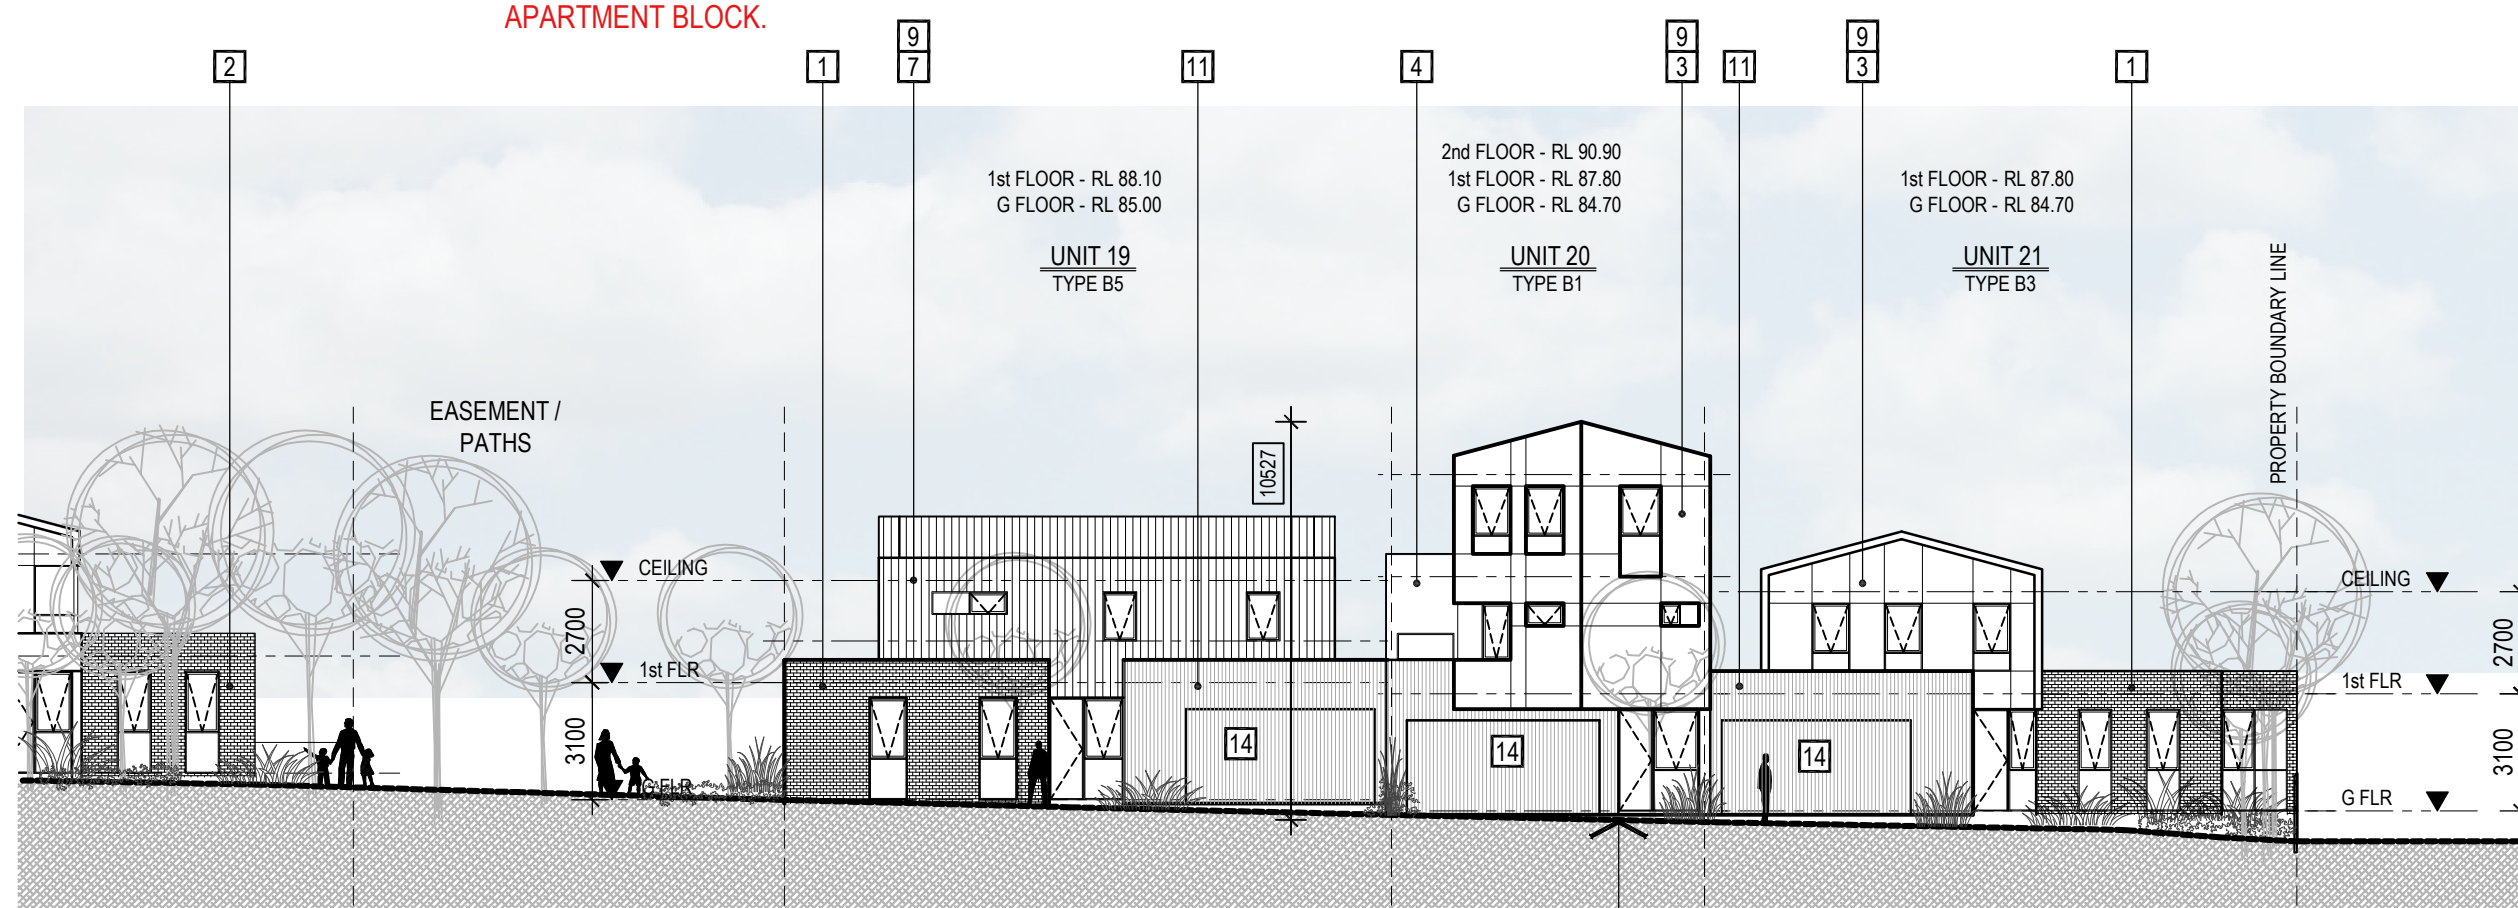 APARTMENT BLOCK.
9
9
9
2
1
7
11
4
3
11
3
1
2nd FLOOR - RL 90.90
1st FLOOR - RL 88.10
1st FLOOR - RL 87.80
1st FLOOR - RL 87.80
G FLOOR - RL 85.00
G FLOOR - RL 84.70
G FLOOR - RL 84.70
UNIT 19
TYPE B5
UNIT 20
TYPE B1
UNIT 21
TYPE B3
PROPERTY BOUNDARY LINE
EASEMENT /
PATHS
10527
CEILING
CEILING
2700
2700
1st FLR
1st FLR
3100
3100
14
14
14
G FLR
G FLR